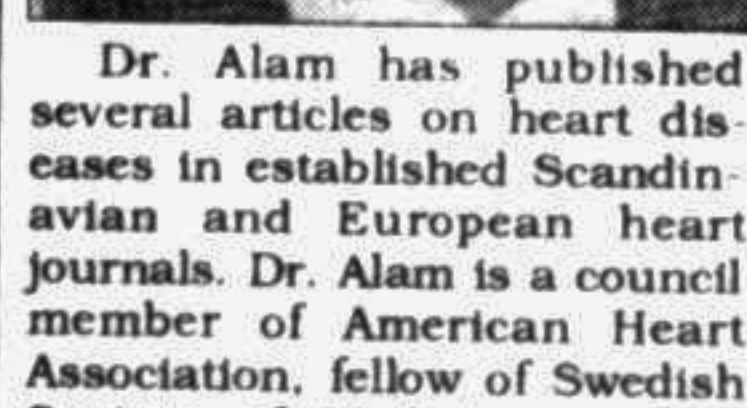 Dr. Alam has published
several articles on heart dis-
eases in established Scandin-
avian and European heart
journals. Dr. Alam is a council
member of American Heart
Association, fellow of Swedish